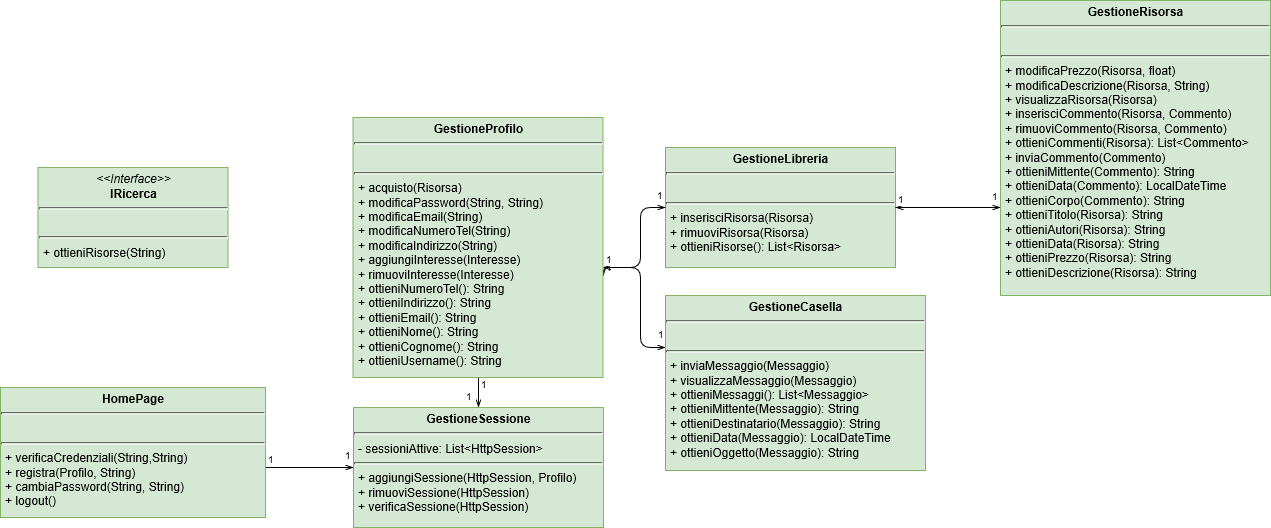 <<Interface>>
IRicerca
+ ottieniRisorse(String)
HomePage
+ verificaCredenziali(String,String)
+ registra(Profilo, String)
+ cambiaPassword(String, String)
+ logout()
1
1
GestioneProfilo
+ acquisto(Risorsa)
+ modificaPassword(String, String)
+ modificaEmail(String)
+ modificaNumeroTel(String)
+ modificaIndirizzo(String)
+ aggiungiInteresse(Interesse)
+ rimuoviInteresse(Interesse)
+ ottieniNumeroTel(): String
+ ottieniIndirizzo(): String
+ ottieniEmail(): String
+ ottieniNome(): String
+ ottieniCognome(): String
+ ottieniUsername(): String
1
1
GestioneSessione
- sessioniAttive: List<HttpSession>
+ aggiungiSessione(HttpSession, Profilo)
+ rimuoviSessione(HttpSession)
+ verificaSessione(HttpSession)
1
1
1
GestioneLibreria
+ inserisciRisorsa(Risorsa)
+ rimuoviRisorsa(Risorsa)
+ ottieniRisorse(): List<Risorsa>
GestioneCasella
+ inviaMessaggio(Messaggio)
+ visualizzaMessaggio(Messaggio)
+ ottieniMessaggi(): List<Messaggio>
+ ottieniMittente(Messaggio): String
+ ottieniDestinatario(Messaggio): String
+ ottieniData(Messaggio): LocalDateTime
+ ottieniOggetto(Messaggio): String
1
1
GestioneRisorsa
+ modificaPrezzo(Risorsa, float)
+ modificaDescrizione(Risorsa, String)
+ visualizzaRisorsa(Risorsa)
+ inserisciCommento(Risorsa, Commento)
+ rimuoviCommento(Risorsa, Commento)
+ ottieniCommenti(Risorsa): List<Commento>
+ inviaCommento(Commento)
+ ottieniMittente(Commento): String
+ ottieniData(Commento): LocalDateTime
+ ottieniCorpo(Commento): String
+ ottieniTitolo(Risorsa): String
+ ottieniAutori(Risorsa): String
+ ottieniData(Risorsa): String
+ ottieniPrezzo(Risorsa): String
+ ottieniDescrizione(Risorsa): String